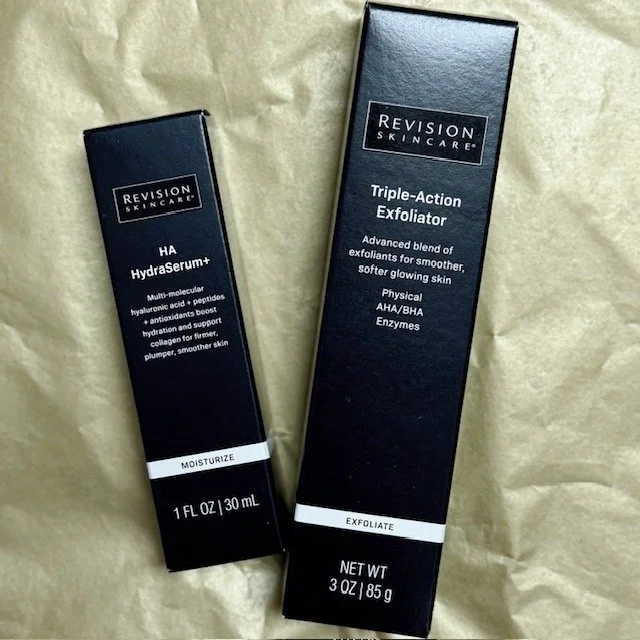 REVISION
SKINCARE®
HA
HydraSerum+
Multi-molecular
hyaluronic acid + peptides
+ antioxidants boost
hydration and support
collagen for firmer,
plumper, smoother skin
MOISTURIZE
1 FL OZ | 30 mL
REVISION
SKINCARE®
Triple-Action
Exfoliator
Advanced blend of
exfoliants for smoother,
softer glowing skin
Physical
AHA/BHA
Enzymes
EXFOLIATE
NET WT
3 OZ | 85 g